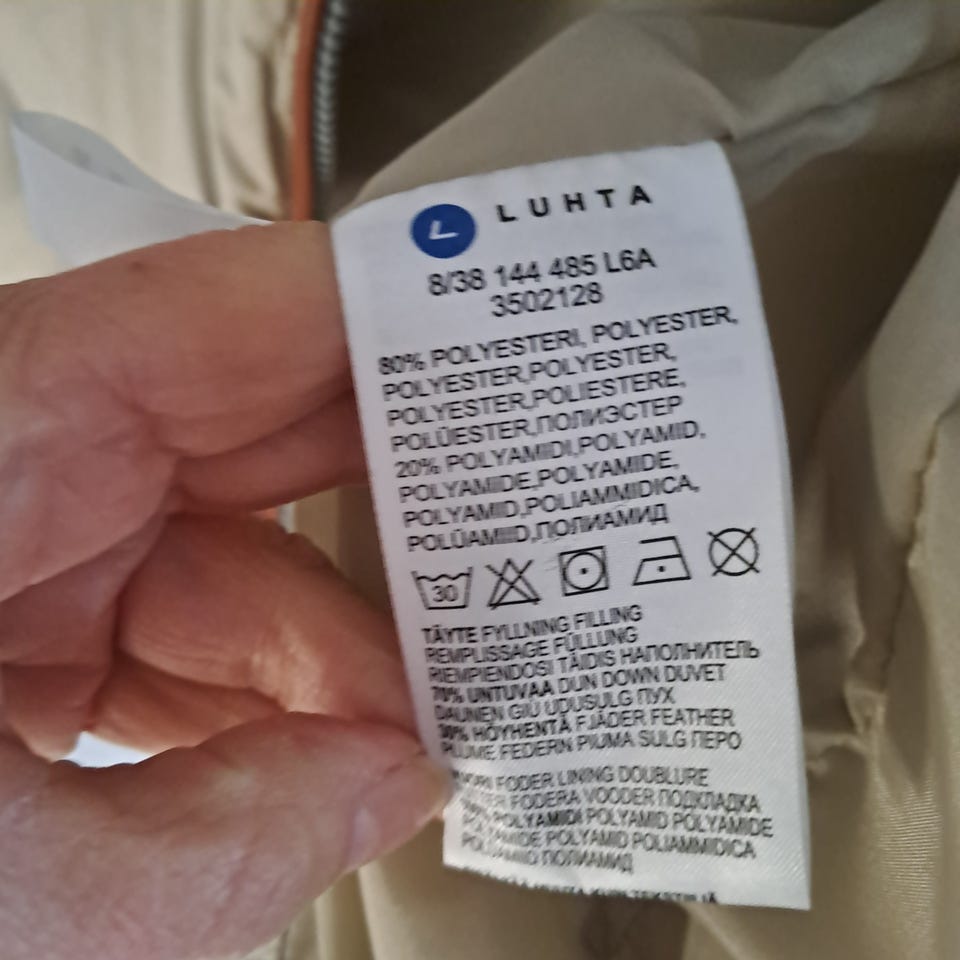 L LUHTA
8/38 144 485 L6A
3502128
80% POLYESTERI, POLYESTER,
POLYESTER,POLYESTER,
POLYESTER,POLIESTERE,
POLÜESTER,ПОЛИЭСТЕР
20% POLYAMIDI,POLYAMID,
POLYAMIDE,POLYAMIDE,
POLYAMID,POLIAMMIDICA,
POLÜAMIID,ПОЛИАМИД
30
TÄYTE FYLLNING FILLING
REMPLISSAGE FÜLLUNG
RIEMPIENDOSI TÄIDIS НАПОЛНИТЕЛЬ
70% UNTUVAA DUN DOWN DUVET
DAUNEN GIÙ UDUSULG ПУХ
30% HÖYHENTÄ FJÄDER FEATHER
PLUME FEDERN PIUMA SULG ПЕРО
FODER LINING DOUBLURE
FODERA VOODER ПОДКЛАДКА
POLYAMIDI POLYAMID POLYAMIDE
POLYAMID POLIAMMIDICA
ПОЛИАМИД